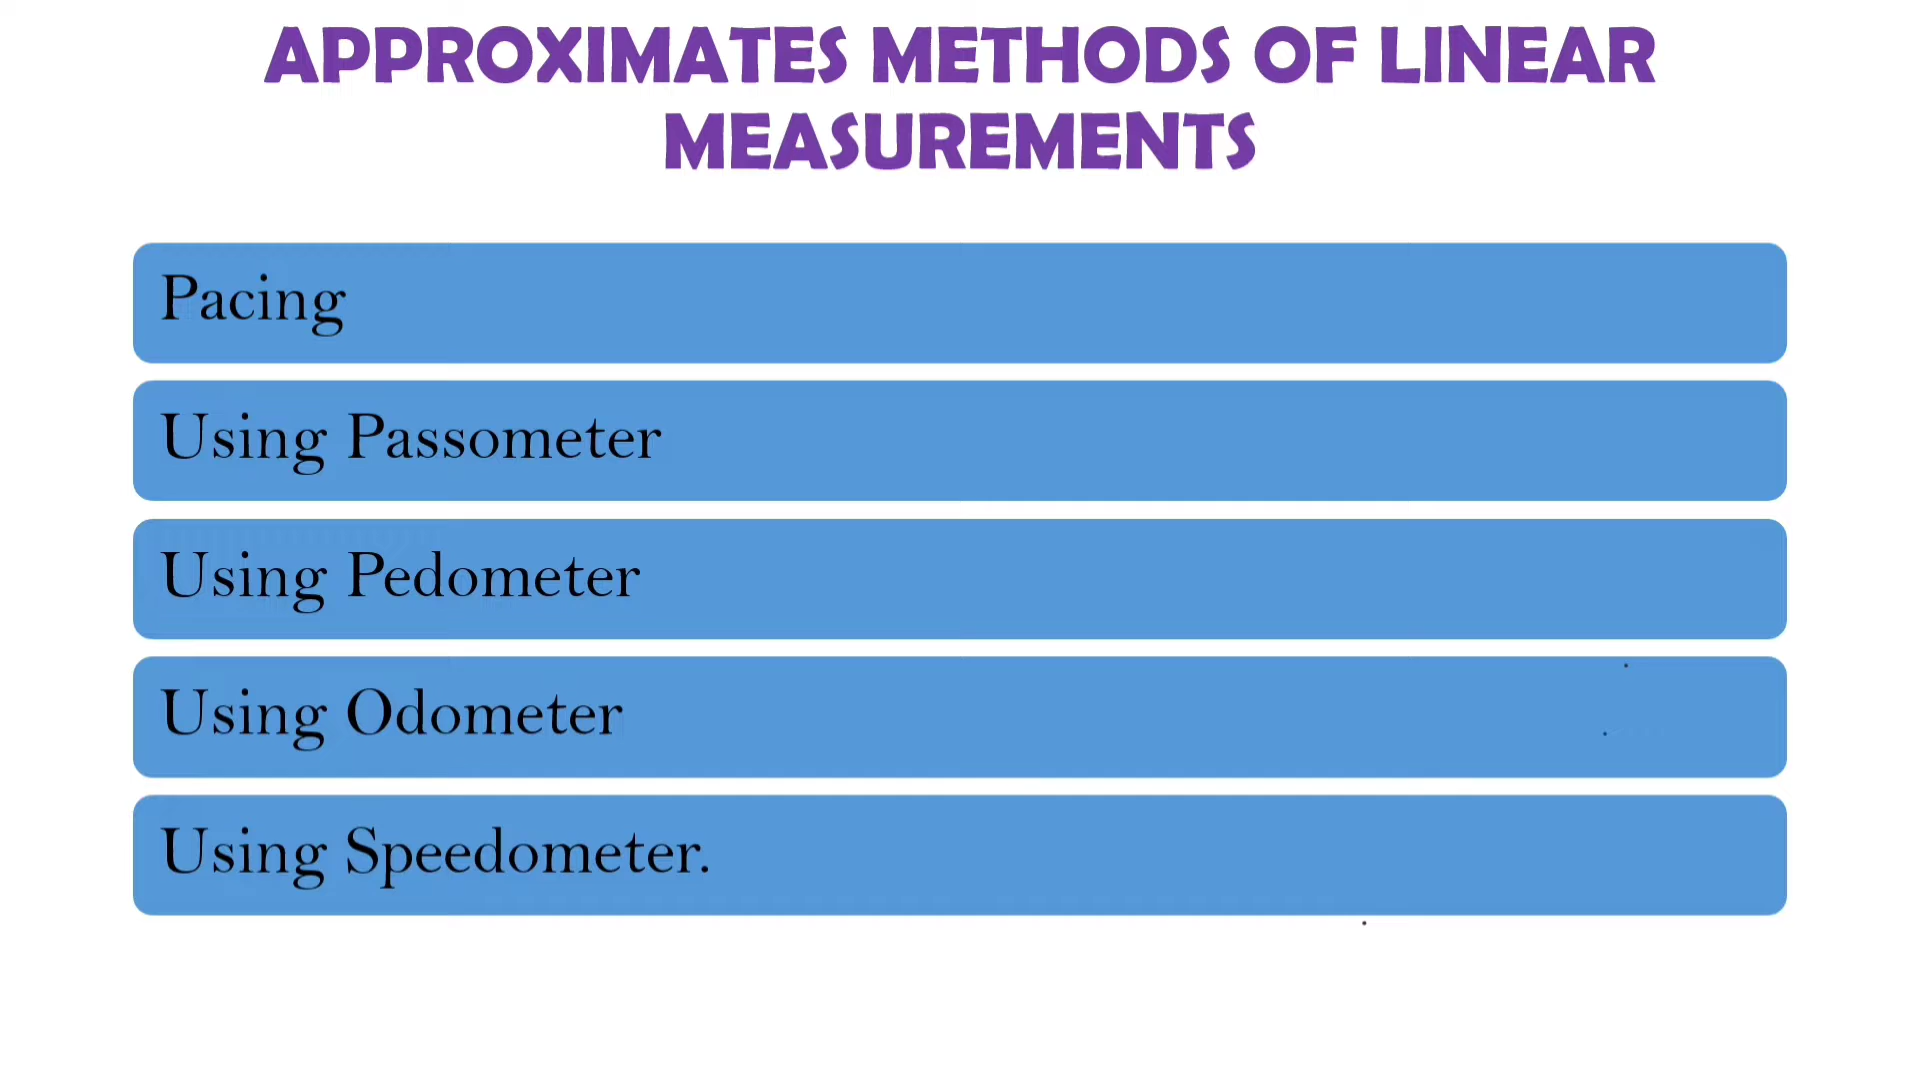 APPROXIMATES METHODS OF LINEAR
MEASUREMENTS
Pacing
Using Passometer
Using Pedometer
Using Odometer
Using Speedometer.